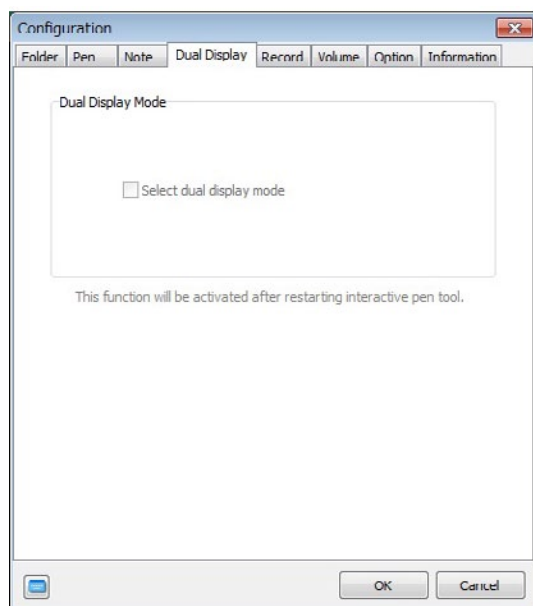 Configuration
Folder Pen Note Dual Display Record Volume Option Information
Dual Display Mode
Select dual display mode
This function will be activated after restarting interactive pen tool.
OK Cancel